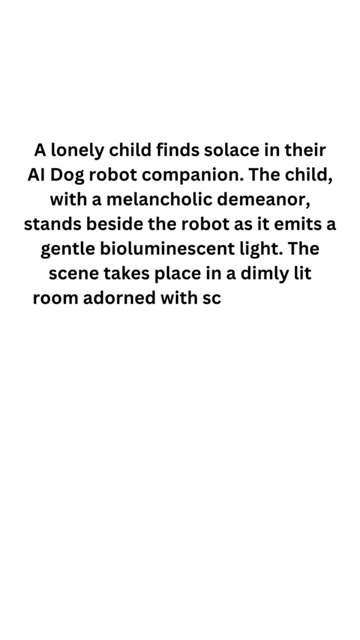 A lonely child finds solace in their
AI Dog robot companion. The child,
with a melancholic demeanor,
stands beside the robot as it emits a
gentle bioluminescent light. The
scene takes place in a dimly lit
room adorned with sc